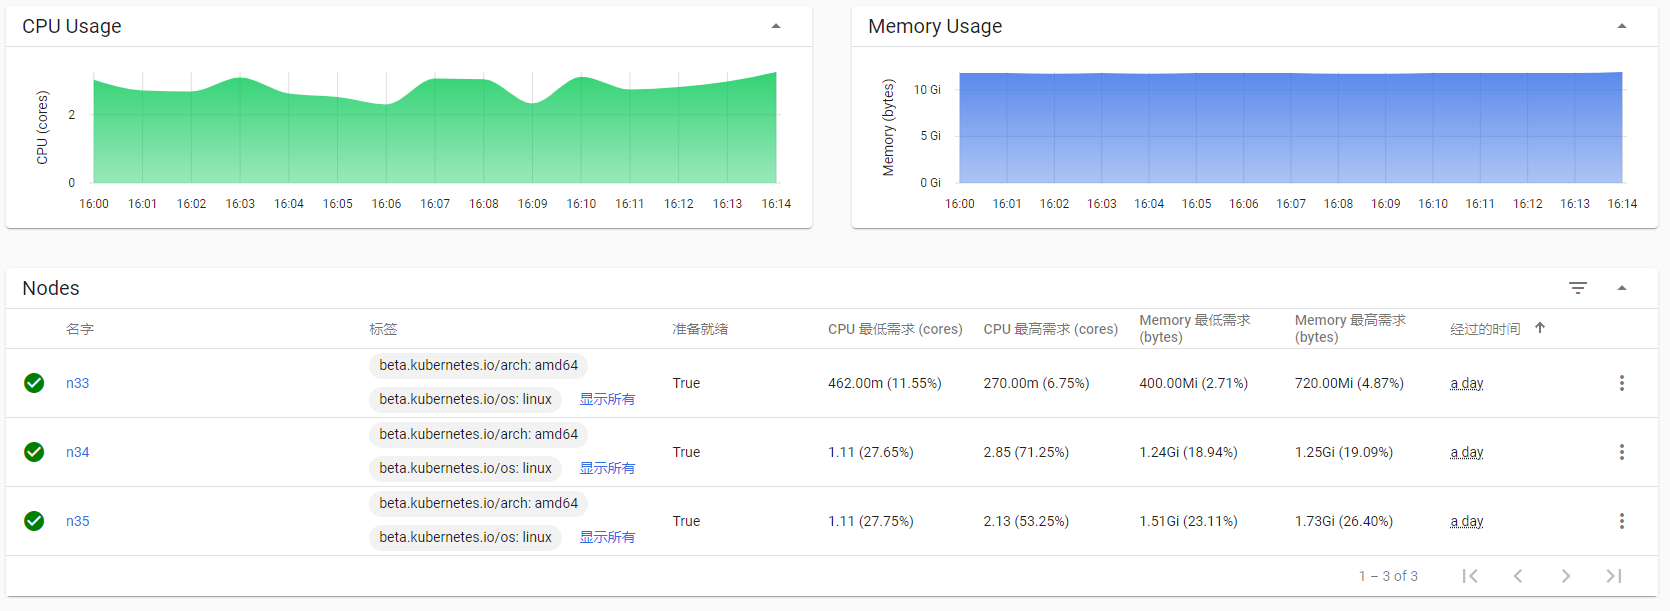 CPU Usage
CPU (cores)
2
0
16:00 16:01 16:02 16:03 16:04 16:05 16:06 16:07 16:08 16:09 16:10 16:11 16:12 16:13 16:14
Memory Usage
Memory (bytes)
10 Gi
5 Gi
0 Gi
16:00 16:01 16:02 16:03 16:04 16:05 16:06 16:07 16:08 16:09 16:10 16:11 16:12 16:13 16:14
Nodes
名字 标签 准备就绪 CPU 最低需求 (cores) CPU 最高需求 (cores) Memory 最低需求 (bytes) Memory 最高需求 (bytes) 经过的时间
beta.kubernetes.io/arch: amd64
n33 True 462.00m (11.55%) 270.00m (6.75%) 400.00Mi (2.71%) 720.00Mi (4.87%) a day
beta.kubernetes.io/os: linux 显示所有
beta.kubernetes.io/arch: amd64
n34 True 1.11 (27.65%) 2.85 (71.25%) 1.24Gi (18.94%) 1.25Gi (19.09%) a day
beta.kubernetes.io/os: linux 显示所有
beta.kubernetes.io/arch: amd64
n35 True 1.11 (27.75%) 2.13 (53.25%) 1.51Gi (23.11%) 1.73Gi (26.40%) a day
beta.kubernetes.io/os: linux 显示所有
1 – 3 of 3